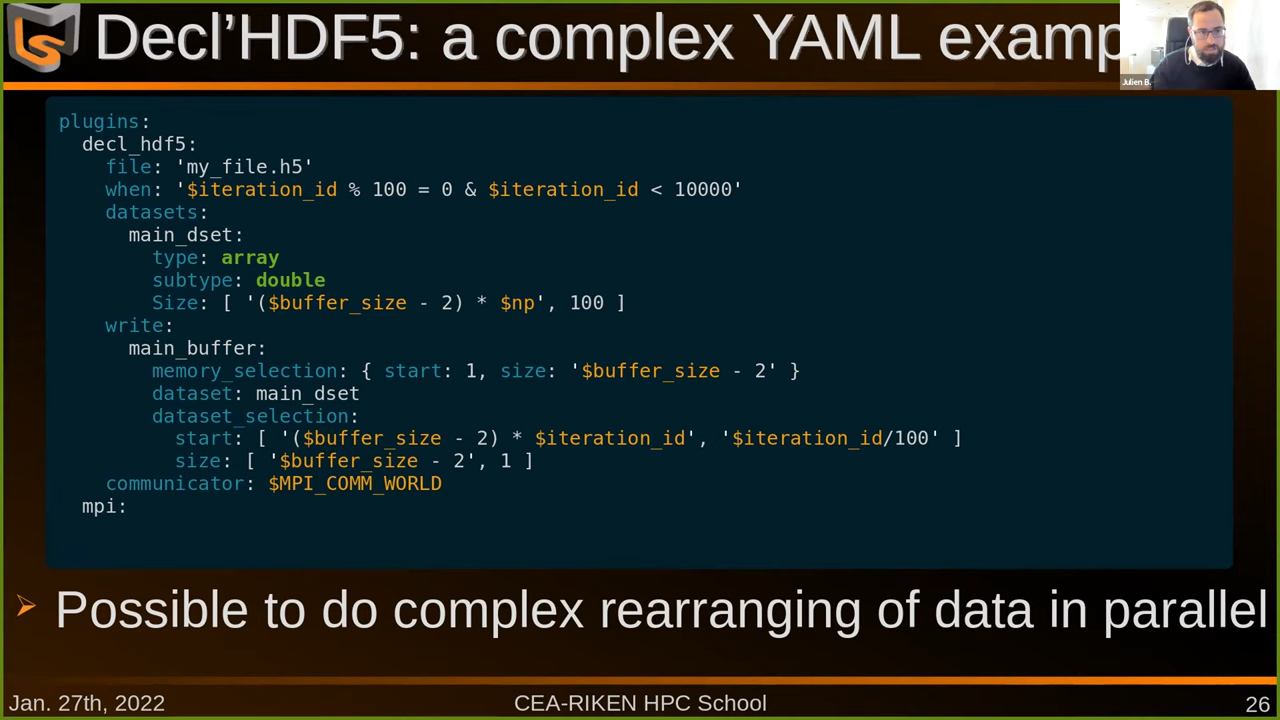 Decl’HDF5: a complex YAML examp
Julien B.
plugins:
  decl_hdf5:
    file: 'my_file.h5'
    when: '$iteration_id % 100 = 0 & $iteration_id < 10000'
    datasets:
      main_dset:
        type: array
        subtype: double
        Size: [ '($buffer_size - 2) * $np', 100 ]
    write:
      main_buffer:
        memory_selection: { start: 1, size: '$buffer_size - 2' }
        dataset: main_dset
        dataset_selection:
          start: [ '($buffer_size - 2) * $iteration_id', '$iteration_id/100' ]
          size: [ '$buffer_size - 2', 1 ]
    communicator: $MPI_COMM_WORLD
  mpi:
➢ Possible to do complex rearranging of data in parallel
Jan. 27th, 2022
CEA-RIKEN HPC School
26